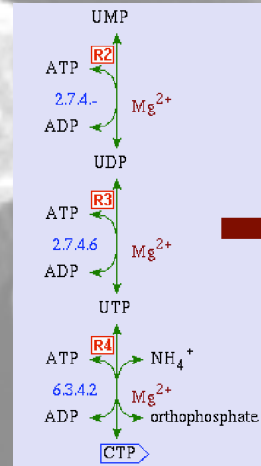 UMP
R2
ATP
2.7.4.-
Mg2+
ADP
UDP
R3
ATP
2.7.4.6
Mg2+
ADP
UTP
R4
ATP
NH4+
6.3.4.2
Mg2+
ADP
orthophosphate
CTP